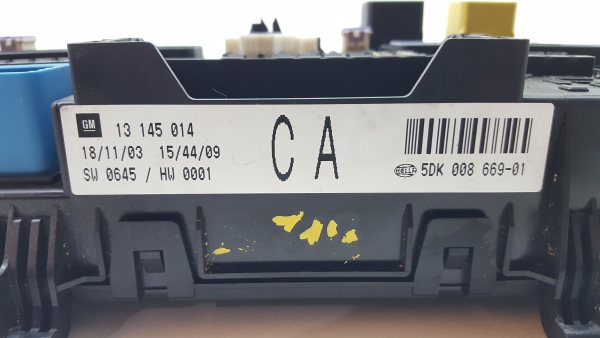 GM 13 145 014
18/11/03 15/44/09
SW 0645 / HW 0001
CA
HELLA 5DK 008 669-01